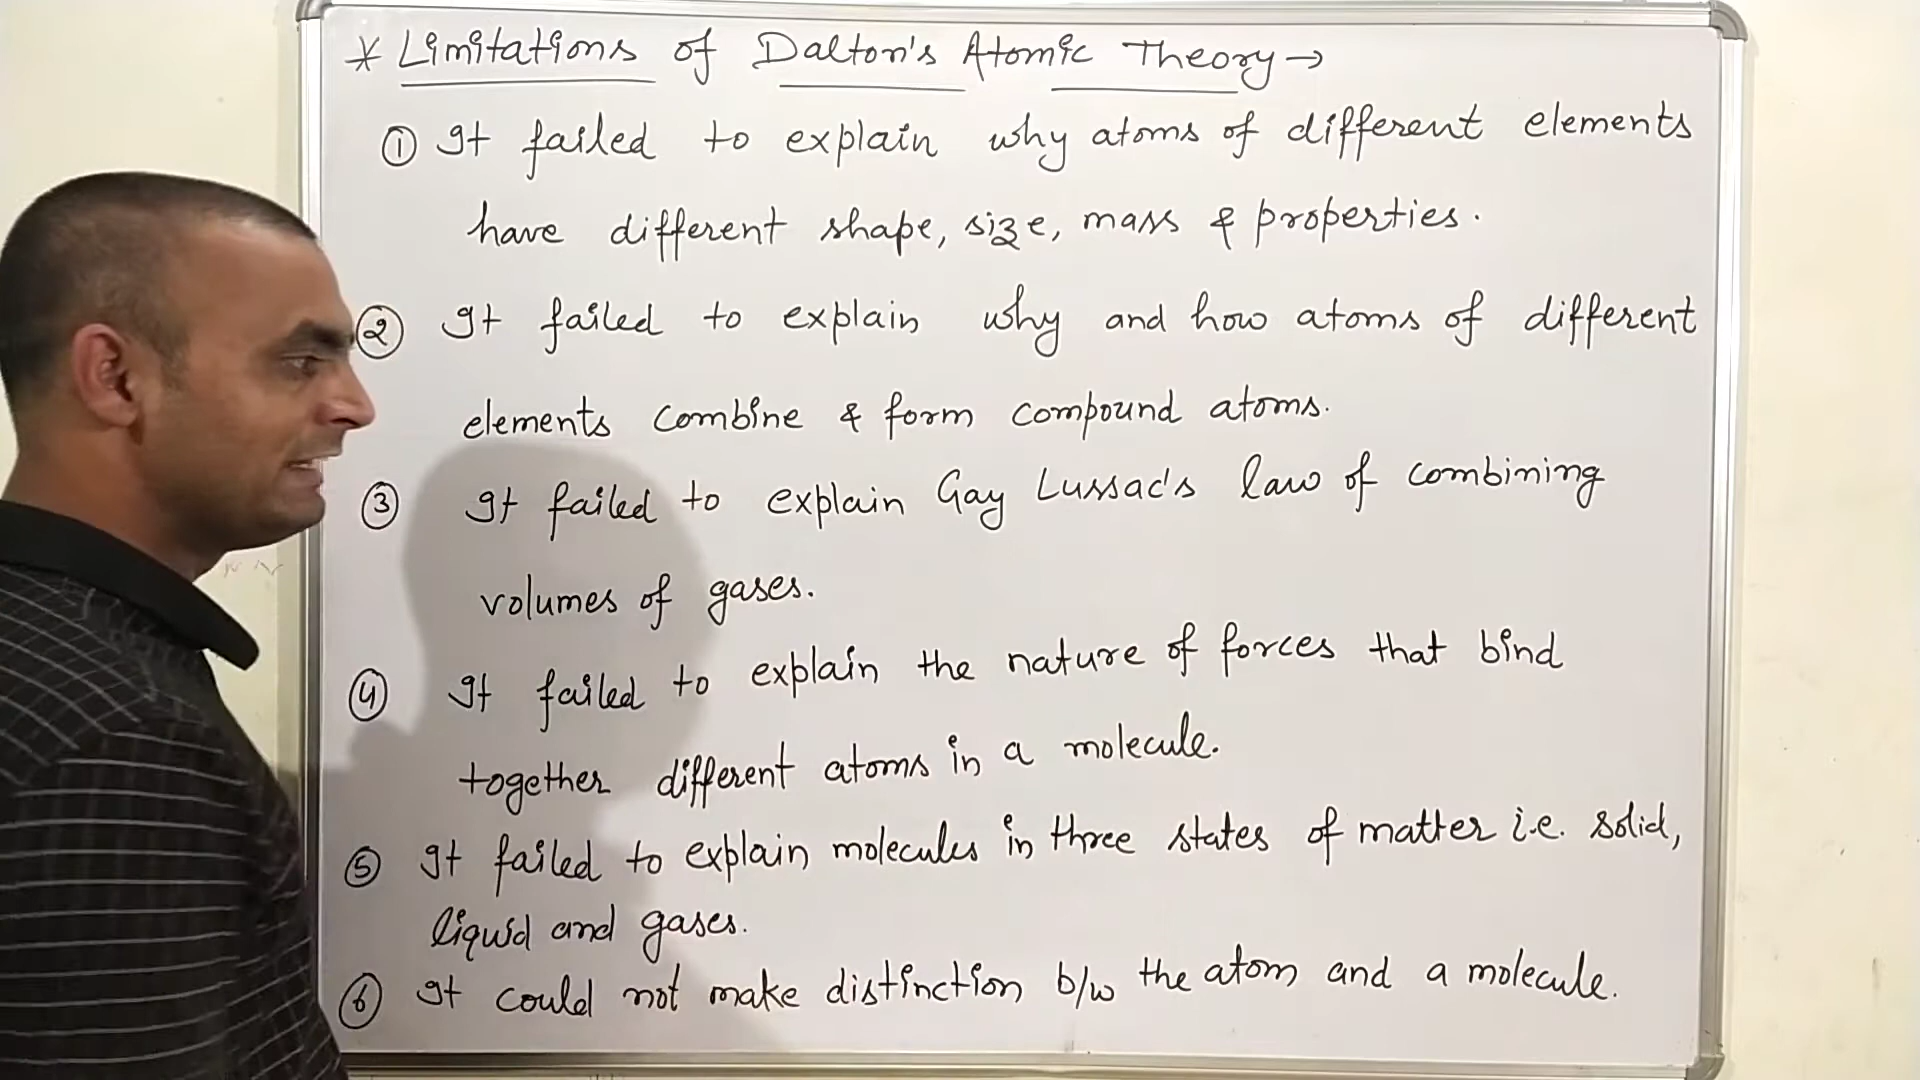 * Limitations of Dalton's Atomic Theory →
① It failed to explain why atoms of different elements
have different shape, size, mass & properties.
② It failed to explain why and how atoms of different
elements combine & form compound atoms.
③ It failed to explain Gay Lussac's law of combining
volumes of gases.
④ It failed to explain the nature of forces that bind
together different atoms in a molecule.
⑤ It failed to explain molecules in three states of matter i.e. solid,
liquid and gases.
⑥ It could not make distinction b/w the atom and a molecule.